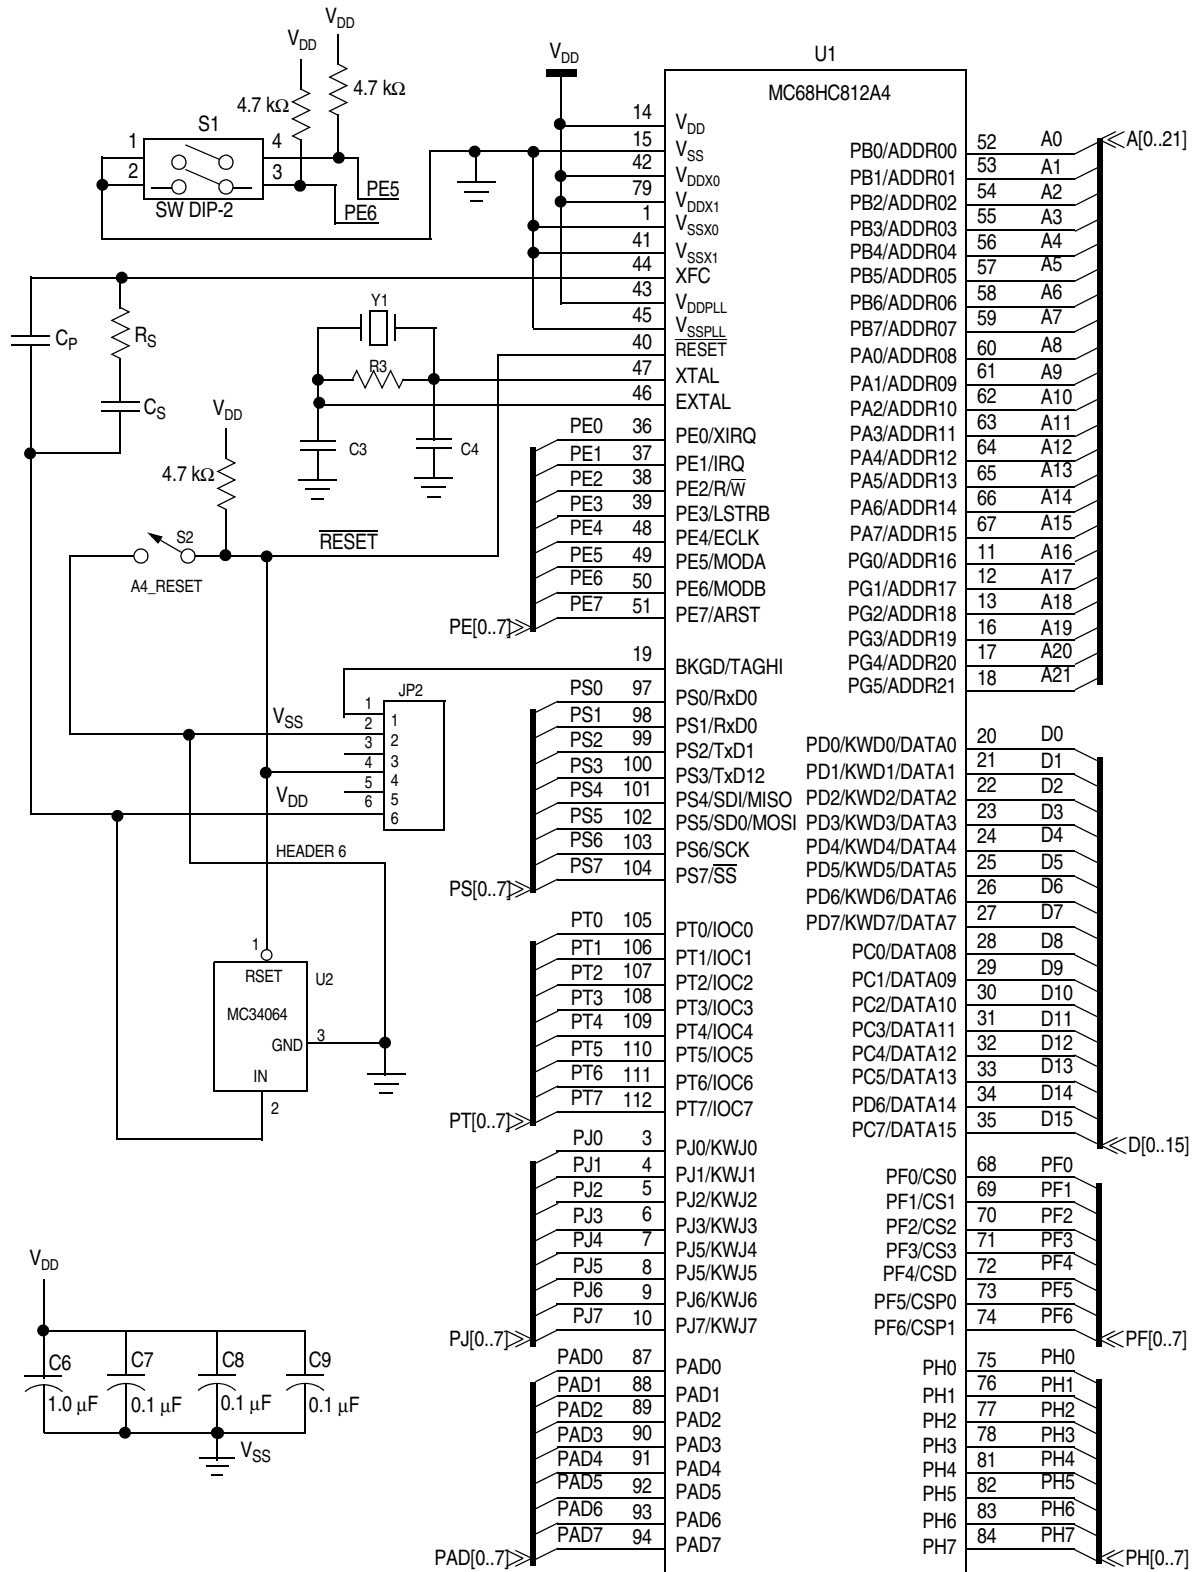 VDD
VDD
4.7 kΩ
4.7 kΩ
S1
1
2
4
3
SW DIP-2
PE5
PE6
VDD
U1
MC68HC812A4
14 VDD
15 VSS
42 VDDX0
79 VDDX1
1 VSSX0
41 VSSX1
44 XFC
43 VDDPLL
45 VSSPLL
40 RESET
47 XTAL
46 EXTAL
CP
RS
CS
Y1
R3
C3
C4
VDD
4.7 kΩ
S2
A4_RESET
RESET
PE0 36 PE0/XIRQ
PE1 37 PE1/IRQ
PE2 38 PE2/R/W
PE3 39 PE3/LSTRB
PE4 48 PE4/ECLK
PE5 49 PE5/MODA
PE6 50 PE6/MODB
PE7 51 PE7/ARST
PE[0..7]
19 BKGD/TAGHI
JP2
1 1
2 2
3 3
4 4
5 5
6 6
VSS
VDD
HEADER 6
PS0 97 PS0/RxD0
PS1 98 PS1/RxD0
PS2 99 PS2/TxD1
PS3 100 PS3/TxD12
PS4 101 PS4/SDI/MISO
PS5 102 PS5/SD0/MOSI
PS6 103 PS6/SCK
PS7 104 PS7/SS
PS[0..7]
1
RSET
U2
MC34064
GND 3
IN
2
PT0 105 PT0/IOC0
PT1 106 PT1/IOC1
PT2 107 PT2/IOC2
PT3 108 PT3/IOC3
PT4 109 PT4/IOC4
PT5 110 PT5/IOC5
PT6 111 PT6/IOC6
PT7 112 PT7/IOC7
PT[0..7]
PJ0 3 PJ0/KWJ0
PJ1 4 PJ1/KWJ1
PJ2 5 PJ2/KWJ2
PJ3 6 PJ3/KWJ3
PJ4 7 PJ5/KWJ4
PJ5 8 PJ5/KWJ5
PJ6 9 PJ6/KWJ6
PJ7 10 PJ7/KWJ7
PJ[0..7]
VDD
C6
1.0 µF
C7
0.1 µF
C8
0.1 µF
C9
0.1 µF
VSS
PAD0 87 PAD0
PAD1 88 PAD1
PAD2 89 PAD2
PAD3 90 PAD3
PAD4 91 PAD4
PAD5 92 PAD5
PAD6 93 PAD6
PAD7 94 PAD7
PAD[0..7]
PB0/ADDR00 52 A0
A[0..21]
PB1/ADDR01 53 A1
PB2/ADDR02 54 A2
PB3/ADDR03 55 A3
PB4/ADDR04 56 A4
PB5/ADDR05 57 A5
PB6/ADDR06 58 A6
PB7/ADDR07 59 A7
PA0/ADDR08 60 A8
PA1/ADDR09 61 A9
PA2/ADDR10 62 A10
PA3/ADDR11 63 A11
PA4/ADDR12 64 A12
PA5/ADDR13 65 A13
PA6/ADDR14 66 A14
PA7/ADDR15 67 A15
PG0/ADDR16 11 A16
PG1/ADDR17 12 A17
PG2/ADDR18 13 A18
PG3/ADDR19 16 A19
PG4/ADDR20 17 A20
PG5/ADDR21 18 A21
PD0/KWD0/DATA0 20 D0
PD1/KWD1/DATA1 21 D1
PD2/KWD2/DATA2 22 D2
PD3/KWD3/DATA3 23 D3
PD4/KWD4/DATA4 24 D4
PD5/KWD5/DATA5 25 D5
PD6/KWD6/DATA6 26 D6
PD7/KWD7/DATA7 27 D7
PC0/DATA08 28 D8
PC1/DATA09 29 D9
PC2/DATA10 30 D10
PC3/DATA11 31 D11
PC4/DATA12 32 D12
PC5/DATA13 33 D13
PD6/DATA14 34 D14
PC7/DATA15 35 D15
D[0..15]
PF0/CS0 68 PF0
PF1/CS1 69 PF1
PF2/CS2 70 PF2
PF3/CS3 71 PF3
PF4/CSD 72 PF4
PF5/CSP0 73 PF5
PF6/CSP1 74 PF6
PF[0..7]
PH0 75 PH0
PH1 76 PH1
PH2 77 PH2
PH3 78 PH3
PH4 81 PH4
PH5 82 PH5
PH6 83 PH6
PH7 84 PH7
PH[0..7]